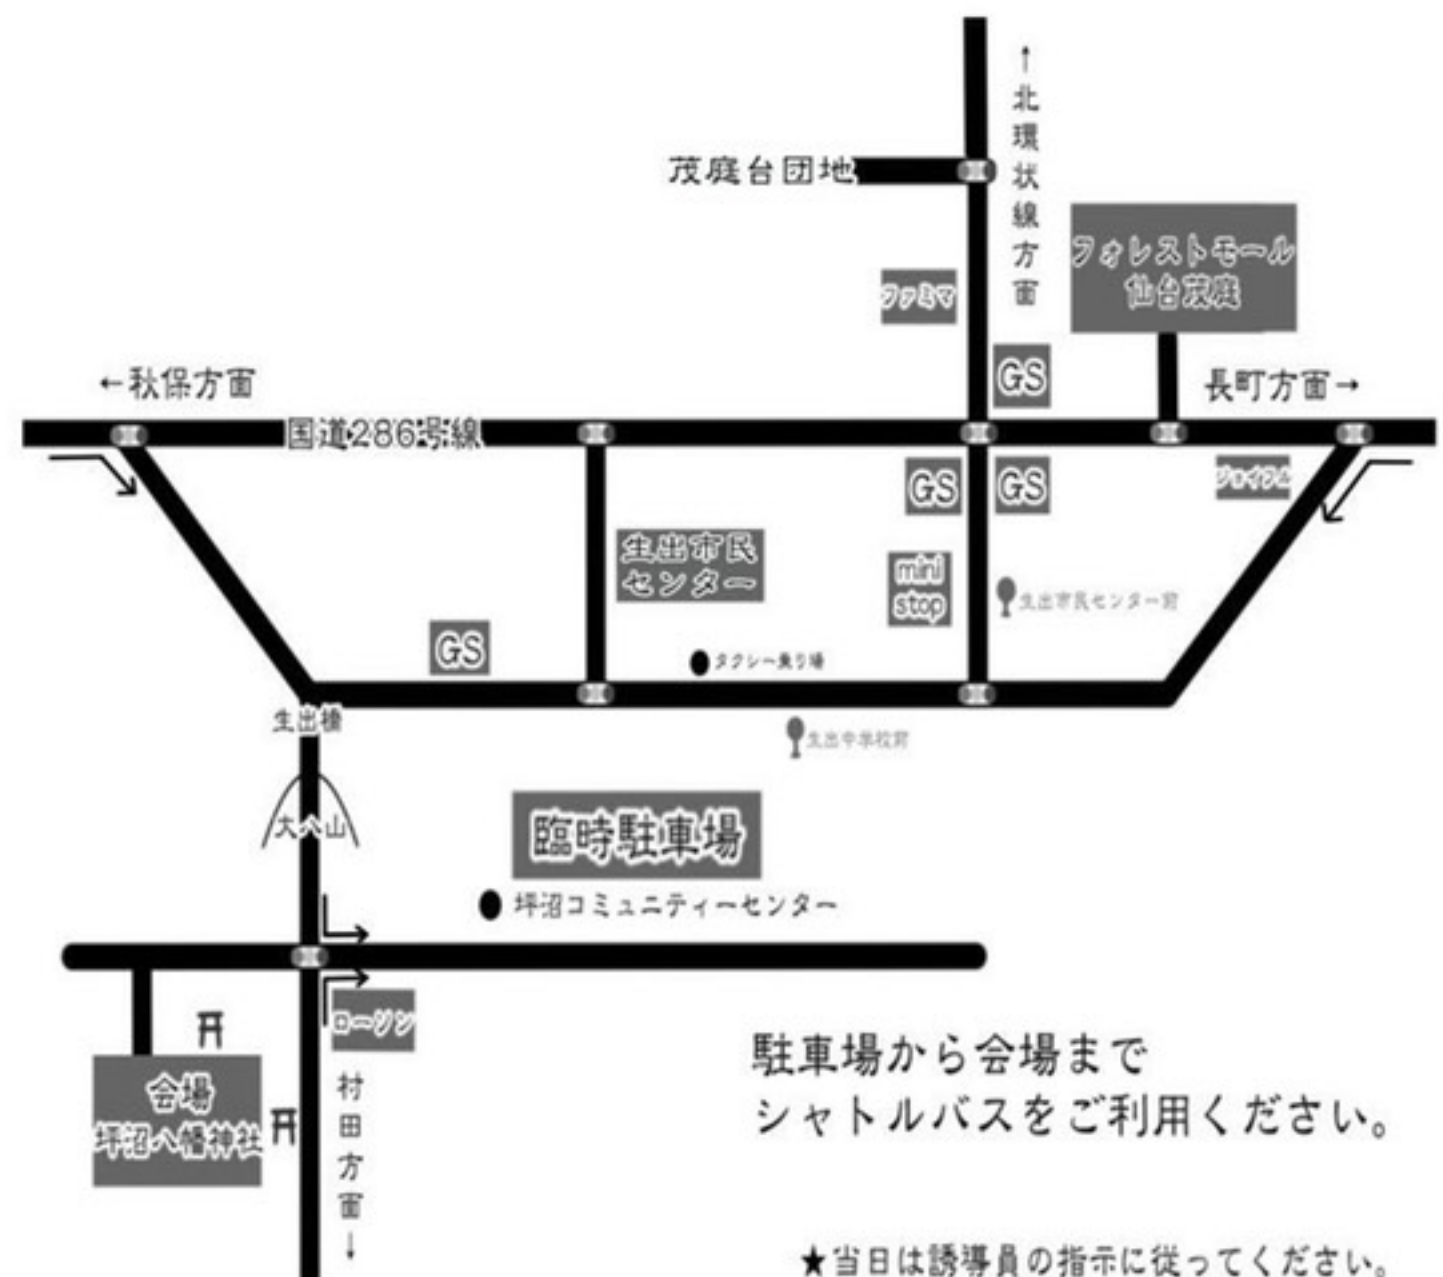 ↑北環状線方面
茂庭台団地
フォレストモール
仙台茂庭
ファミマ
GS
←秋保方面
長町方面→
国道286号線
GS
GS
ジョイフル
生出市民
センター
mini
stop
生出市民センター前
GS
タクシー乗り場
生出橋
生出中学校前
太八山
臨時駐車場
坪沼コミュニティーセンター
ローソン
会場
坪沼八幡神社
村田方面↓
駐車場から会場まで
シャトルバスをご利用ください。
★当日は誘導員の指示に従ってください。